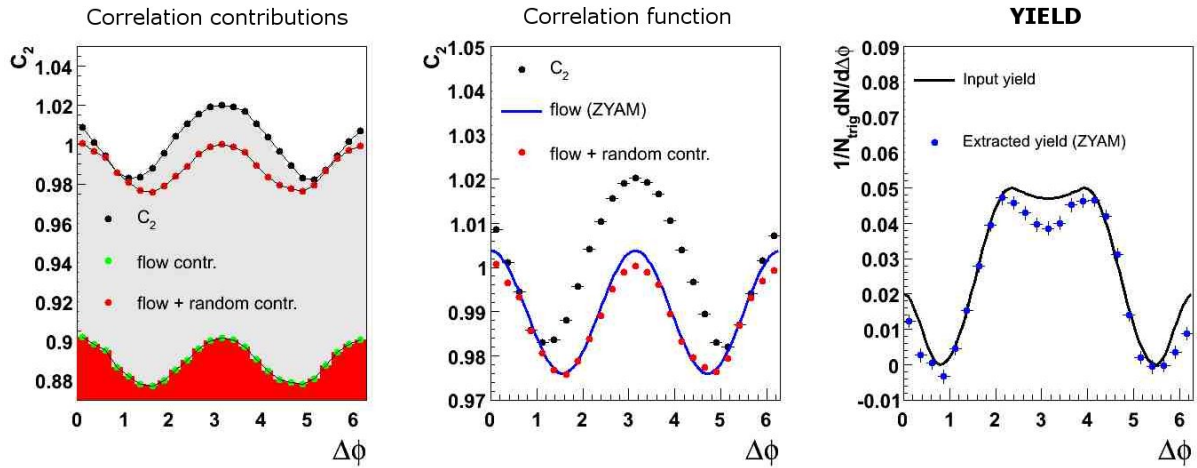 Correlation contributions
C₂
1.04
1.02
1
0.98
0.96
0.94
0.92
0.9
0.88
C₂
flow contr.
flow + random contr.
0 1 2 3 4 5 6
Δϕ
Correlation function
C₂
1.05
1.04
1.03
1.02
1.01
1
0.99
0.98
0.97
C₂
flow (ZYAM)
flow + random contr.
0 1 2 3 4 5 6
Δϕ
YIELD
1/N_trig dN/dΔϕ
0.09
0.08
0.07
0.06
0.05
0.04
0.03
0.02
0.01
0
-0.01
Input yield
Extracted yield (ZYAM)
0 1 2 3 4 5 6
Δϕ